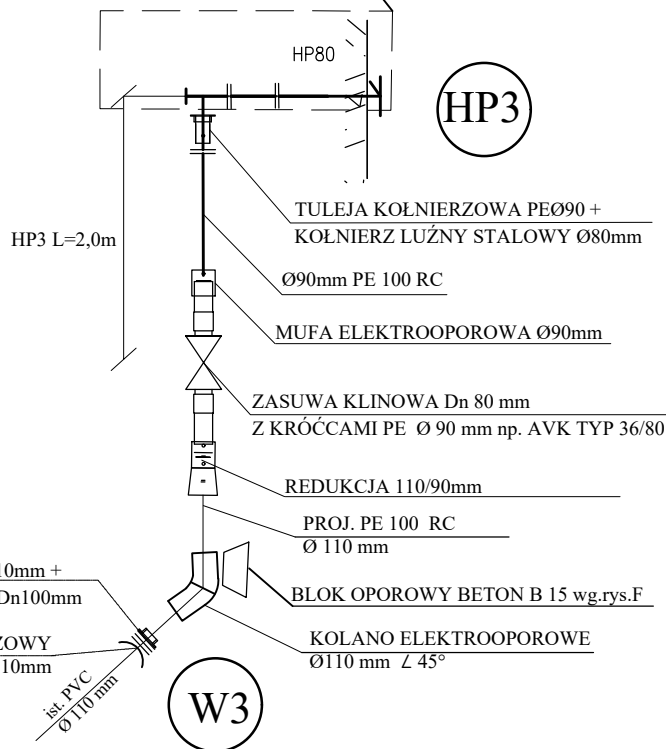 HP80
HP3
TULEJA KOŁNIERZOWA PEØ90 +
KOŁNIERZ LUŹNY STALOWY Ø80mm
HP3 L=2,0m
Ø90mm PE 100 RC
MUFA ELEKTROOPOROWA Ø90mm
ZASUWA KLINOWA Dn 80 mm
Z KRÓĆCAMI PE Ø 90 mm np. AVK TYP 36/80
REDUKCJA 110/90mm
PROJ. PE 100 RC
Ø 110 mm
10mm +
Dn100mm
BLOK OPOROWY BETON B 15 wg.rys.F
ZOWY
10mm
KOLANO ELEKTROOPOROWE
Ø110 mm ∠ 45°
ist. PVC
Ø 110 mm
W3